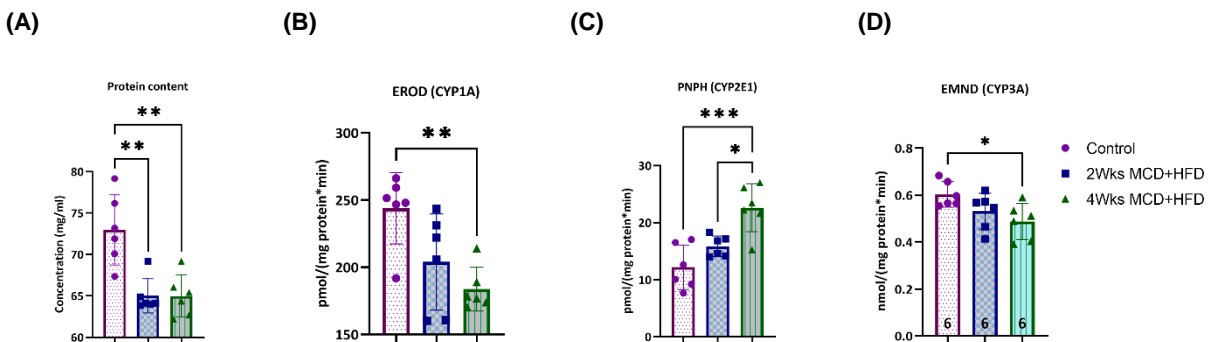 (A)
(B)
(C)
(D)
Protein content
**
**
80
75
70
65
60
Concentration (mg/ml)
EROD (CYP1A)
**
300
250
200
150
pmol/(mg protein*min)
PNPH (CYP2E1)
***
*
30
20
10
0
pmol/(mg protein*min)
EMND (CYP3A)
*
0.8
0.6
0.4
0.2
0.0
nmol/(mg protein*min)
6 6 6
Control
2Wks MCD+HFD
4Wks MCD+HFD